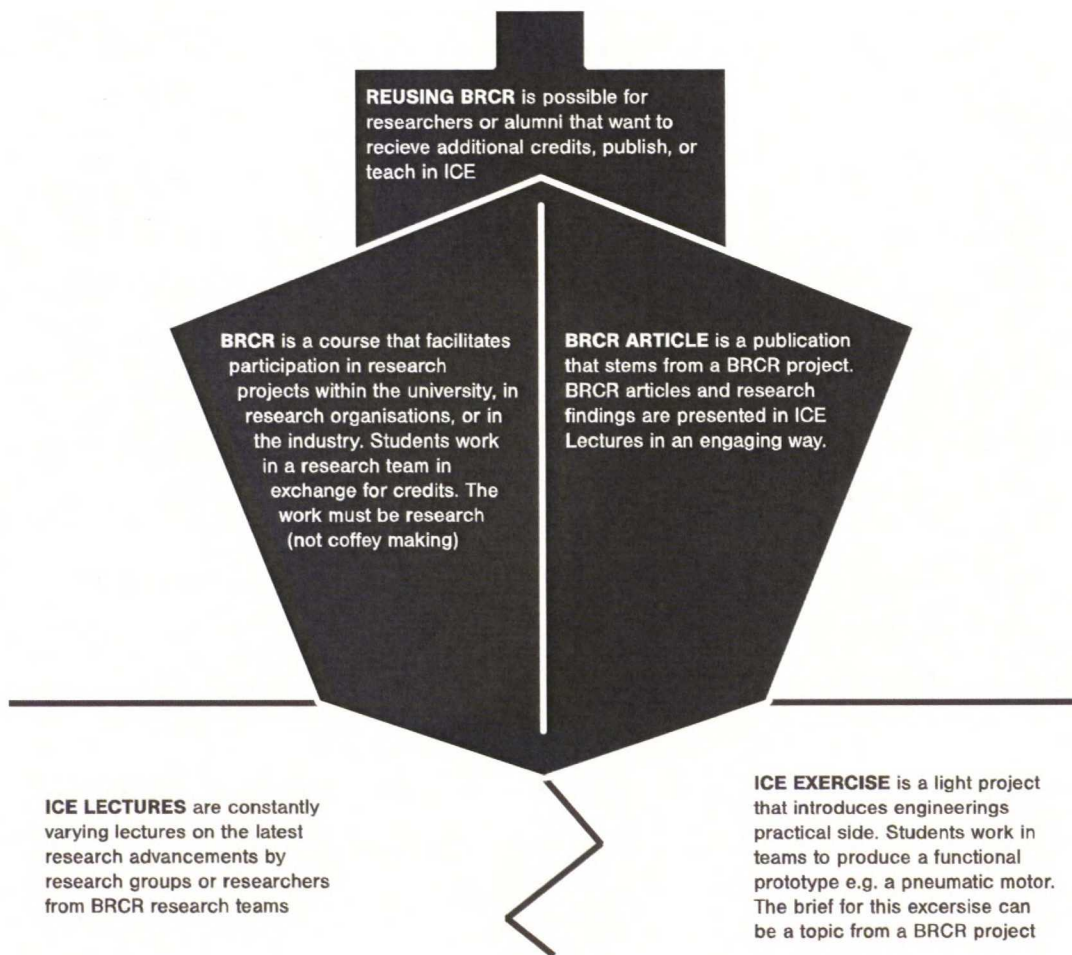 REUSING BRCR is possible for
researchers or alumni that want to
recieve additional credits, publish, or
teach in ICE
BRCR is a course that facilitates
participation in research
projects within the university, in
research organisations, or in
the industry. Students work
in a research team in
exchange for credits. The
work must be research
(not coffey making)
BRCR ARTICLE is a publication
that stems from a BRCR project.
BRCR articles and research
findings are presented in ICE
Lectures in an engaging way.
ICE LECTURES are constantly
varying lectures on the latest
research advancements by
research groups or researchers
from BRCR research teams
ICE EXERCISE is a light project
that introduces engineerings
practical side. Students work in
teams to produce a functional
prototype e.g. a pneumatic motor.
The brief for this excersise can
be a topic from a BRCR project